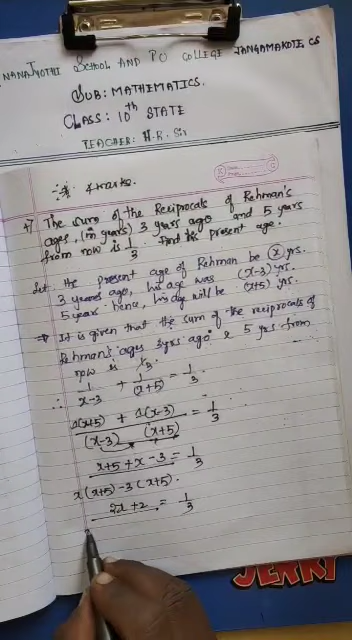 NANAJYOTHI SCHOOL AND PU COLLEGE JANGAMAKOTE, CS
SUB: MATHEMATICS.
CLASS: 10th STATE
TEACHER: H.R. Sir
4 marks.
The sum of the Reciprocals of Rehman's
ages, (in years) 3 years ago and 5 years
from now is 1/3. Find his present age.
Let the present age of Rehman be x yrs.
3 years ago, his age was (x-3) yrs.
5 years hence, his age will be (x+5) yrs.
⇒ It is given that the sum of the reciprocals of
Rehman's ages 3yrs ago & 5 yrs from
now is 1/3.
∴ 1/(x-3) + 1/(x+5) = 1/3.
1(x+5) + 1(x-3) / (x-3) (x+5) = 1/3
x+5+x-3 / x(x+5)-3(x+5) = 1/3
2x+2 = 1/3
JERRY